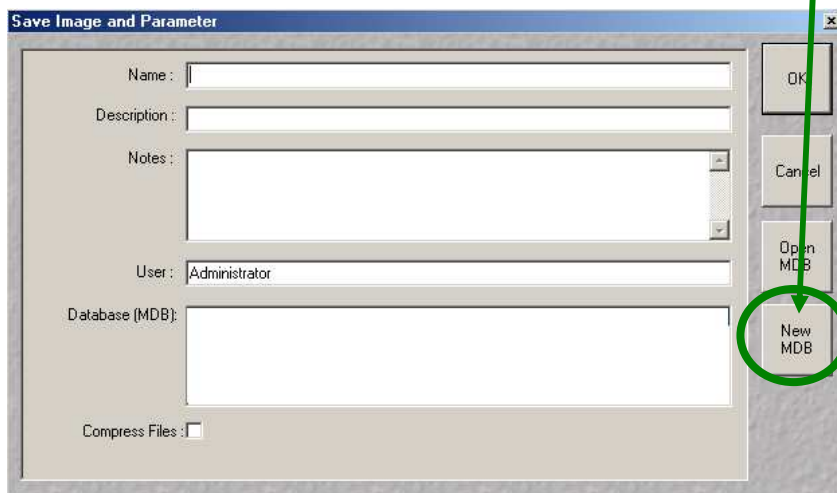 Save Image and Parameter
Name :
Description :
Notes :
User : Administrator
Database (MDB):
Compress Files :
OK
Cancel
Open
MDB
New
MDB